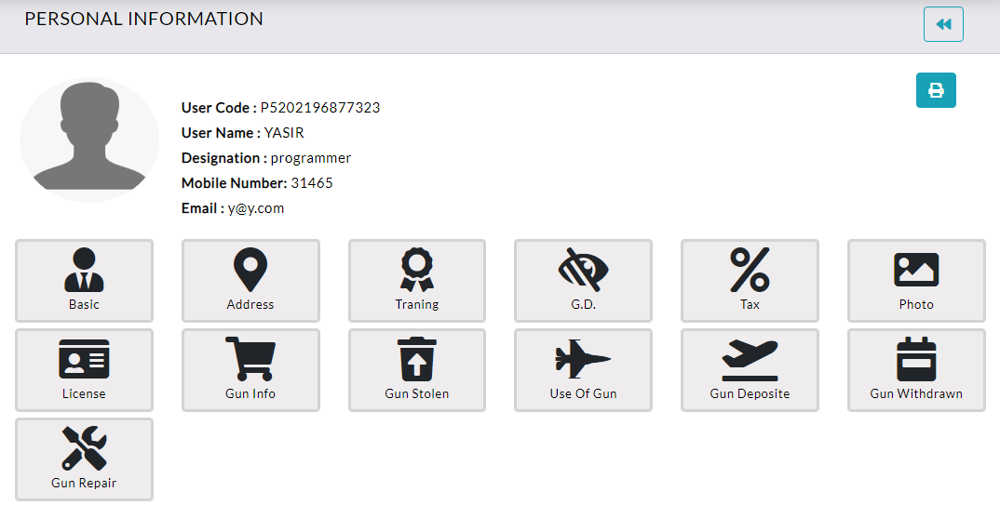 PERSONAL INFORMATION
User Code : P5202196877323
User Name : YASIR
Designation : programmer
Mobile Number: 31465
Email : y@y.com
Basic
Address
Traning
G.D.
Tax
Photo
License
Gun Info
Gun Stolen
Use Of Gun
Gun Deposite
Gun Withdrawn
Gun Repair